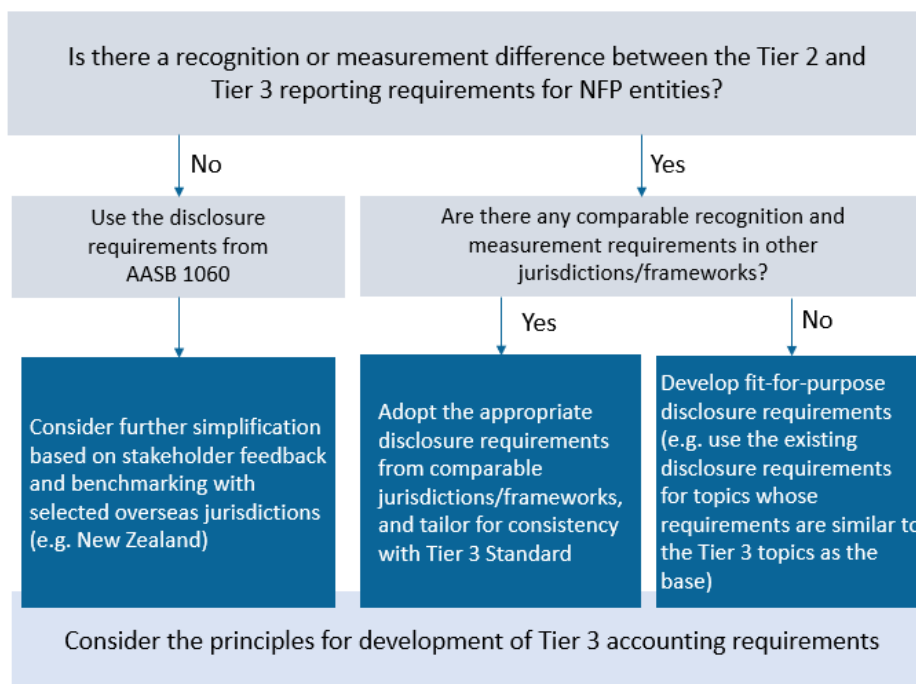 Is there a recognition or measurement difference between the Tier 2 and
Tier 3 reporting requirements for NFP entities?
No
Yes
Use the disclosure
requirements from
AASB 1060
Are there any comparable recognition and
measurement requirements in other
jurisdictions/frameworks?
Yes
No
Consider further simplification
based on stakeholder feedback
and benchmarking with
selected overseas jurisdictions
(e.g. New Zealand)
Adopt the appropriate
disclosure requirements
from comparable
jurisdictions/frameworks,
and tailor for consistency
with Tier 3 Standard
Develop fit-for-purpose
disclosure requirements
(e.g. use the existing
disclosure requirements
for topics whose
requirements are similar to
the Tier 3 topics as the
base)
Consider the principles for development of Tier 3 accounting requirements